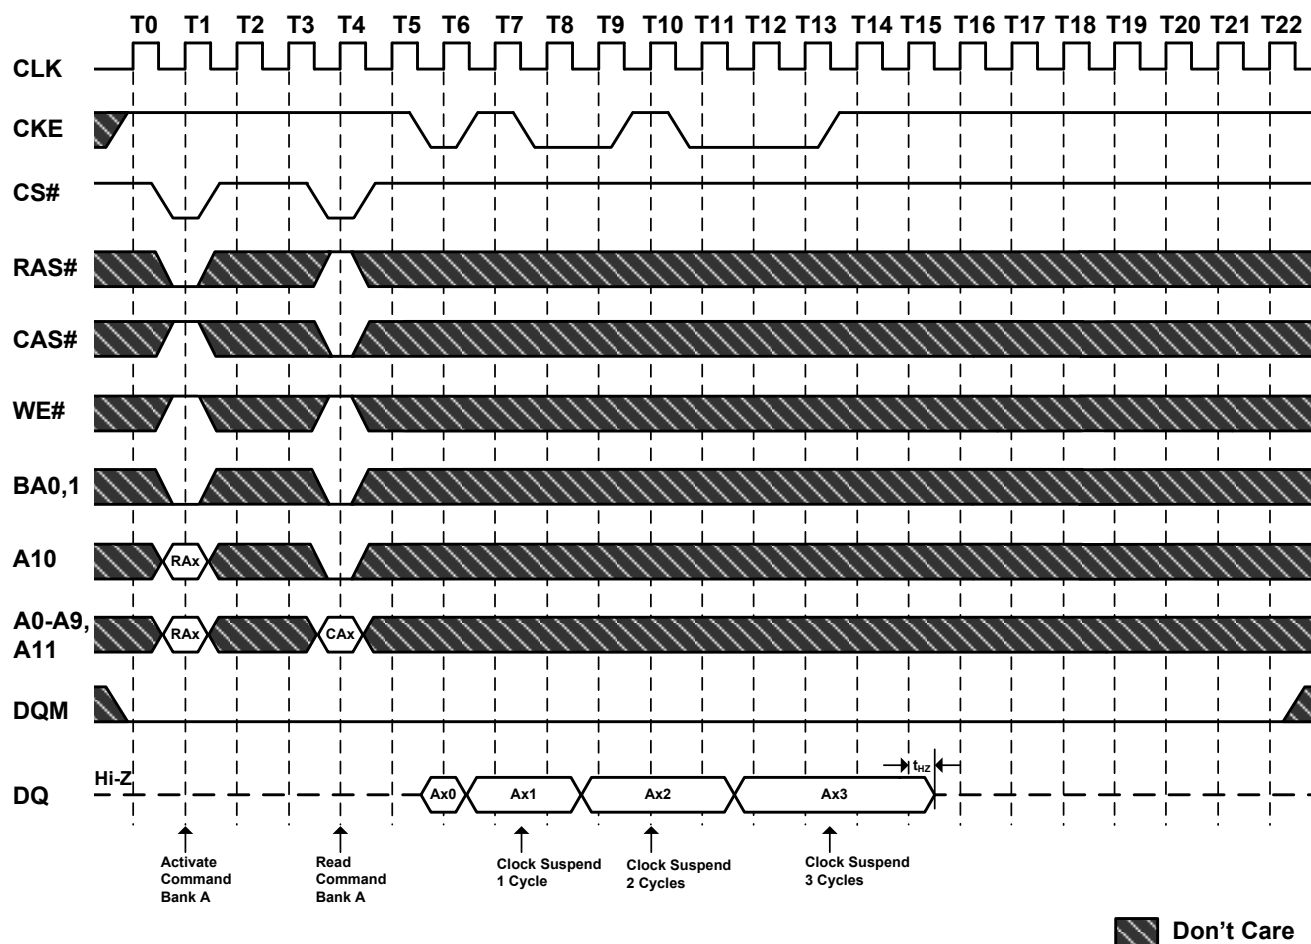 T0 T1 T2 T3 T4 T5 T6 T7 T8 T9 T10 T11 T12 T13 T14 T15 T16 T17 T18 T19 T20 T21 T22
CLK
CKE
CS#
RAS#
CAS#
WE#
BA0,1
A10
RAx
A0-A9,
A11
RAx CAx
DQM
Hi-Z
tHZ
DQ
Ax0 Ax1 Ax2 Ax3
Activate
Command
Bank A
Read
Command
Bank A
Clock Suspend
1 Cycle
Clock Suspend
2 Cycles
Clock Suspend
3 Cycles
Don't Care